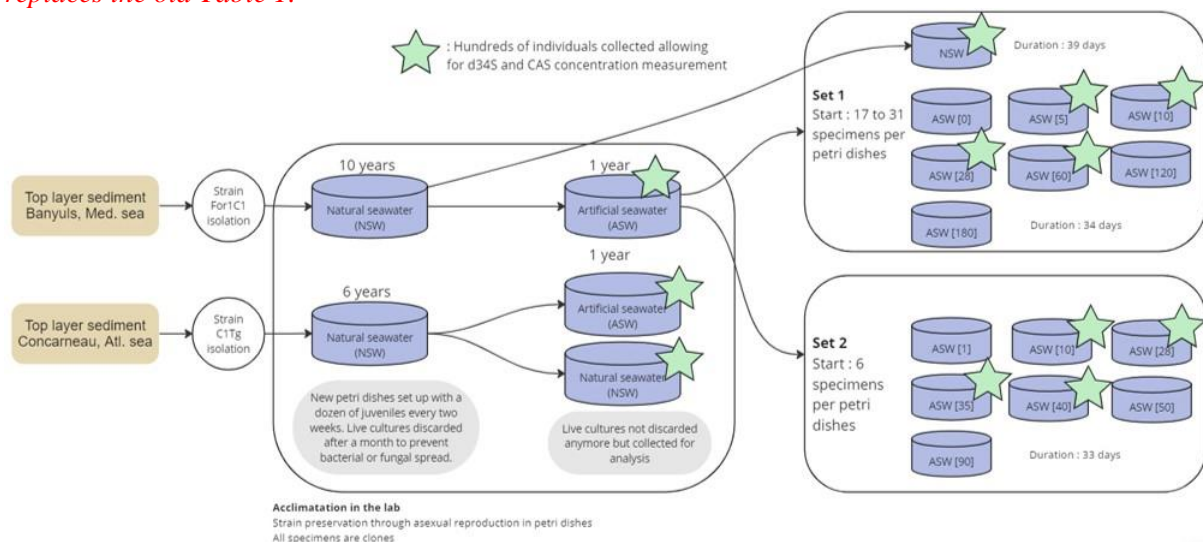 replaces the old Table 1.
: Hundreds of individuals collected allowing
for d34S and CAS concentration measurement
Top layer sediment
Banyuls, Med. sea
Strain
For1C1
isolation
10 years
Natural seawater
(NSW)
1 year
Artificial seawater
(ASW)
Top layer sediment
Concarneau, Atl. sea
Strain
C1Tg
isolation
6 years
Natural seawater
(NSW)
1 year
Artificial seawater
(ASW)
Natural seawater
(NSW)
New petri dishes set up with a
dozen of juveniles every two
weeks. Live cultures discarded
after a month to prevent
bacterial or fungal spread.
Live cultures not discarded
anymore but collected for
analysis
Acclimatation in the lab
Strain preservation through asexual reproduction in petri dishes
All specimens are clones
NSW
Duration : 39 days
Set 1
Start : 17 to 31
specimens per
petri dishes
ASW [0]
ASW [5]
ASW [10]
ASW [28]
ASW [60]
ASW [120]
ASW [180]
Duration : 34 days
Set 2
Start : 6
specimens
per petri
dishes
ASW [1]
ASW [10]
ASW [28]
ASW [35]
ASW [40]
ASW [50]
ASW [90]
Duration : 33 days